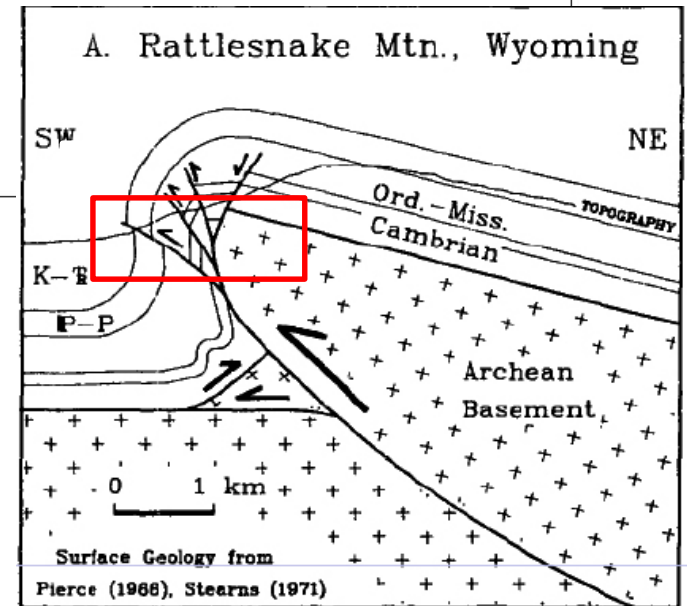 A. Rattlesnake Mtn., Wyoming
SW
NE
Ord.-Miss.
TOPOGRAPHY
Cambrian
K-Ꞧ
ℙ-P
Archean
Basement
0 1 km
Surface Geology from
Pierce (1966), Stearns (1971)